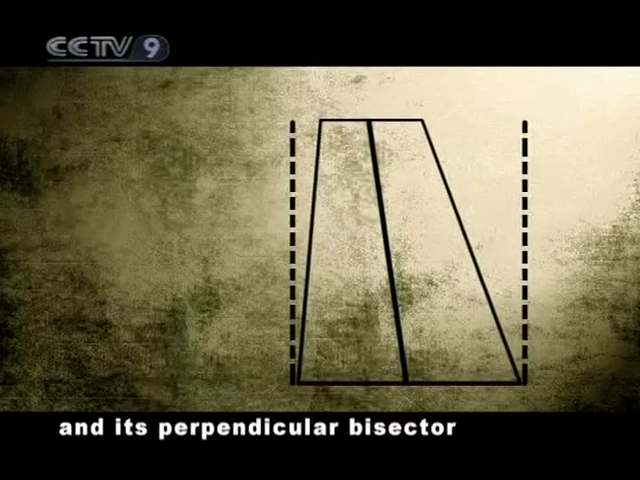 CCTV 9
and its perpendicular bisector